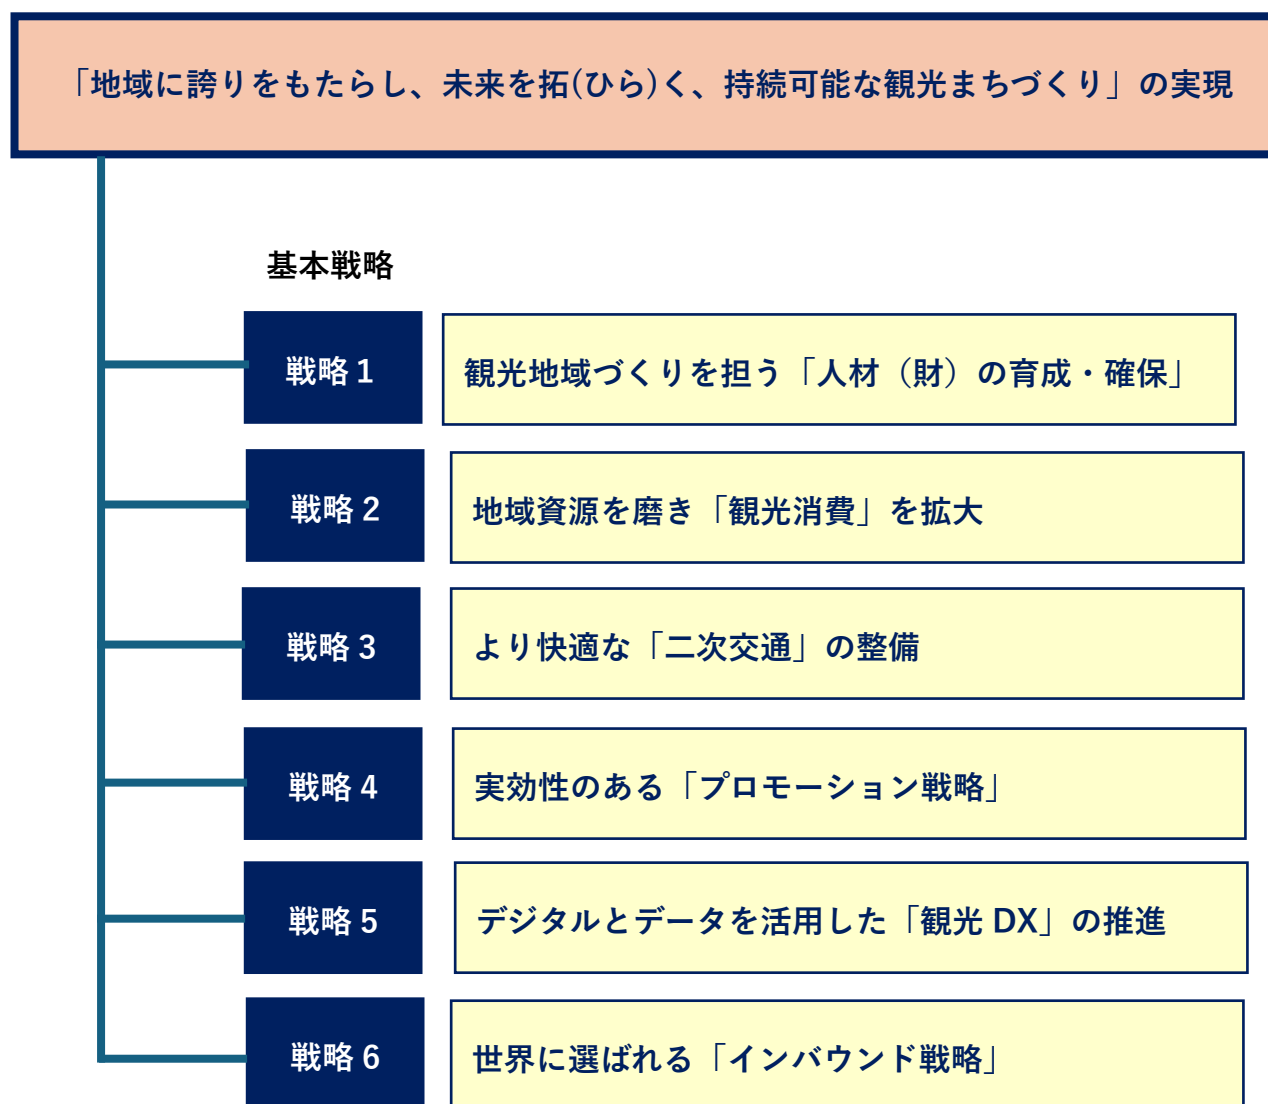 「地域に誇りをもたらし、未来を拓(ひら)く、持続可能な観光まちづくり」の実現
基本戦略
戦略 1
観光地域づくりを担う「人材（財）の育成・確保」
戦略 2
地域資源を磨き「観光消費」を拡大
戦略 3
より快適な「二次交通」の整備
戦略 4
実効性のある「プロモーション戦略」
戦略 5
デジタルとデータを活用した「観光 DX」の推進
戦略 6
世界に選ばれる「インバウンド戦略」